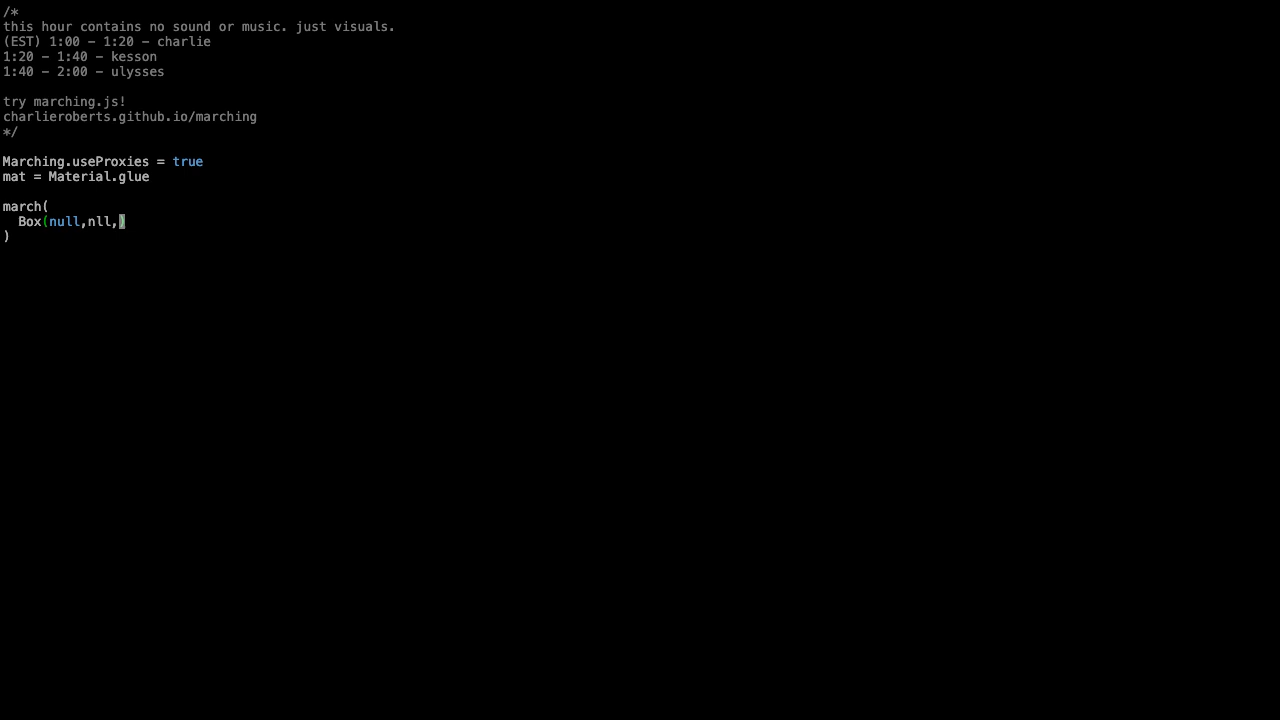 /*
this hour contains no sound or music. just visuals.
(EST) 1:00 - 1:20 - charlie
1:20 - 1:40 - kesson
1:40 - 2:00 - ulysses
try marching.js!
charlieroberts.github.io/marching
*/
Marching.useProxies = true
mat = Material.glue
march(
Box(null,nll,)
)